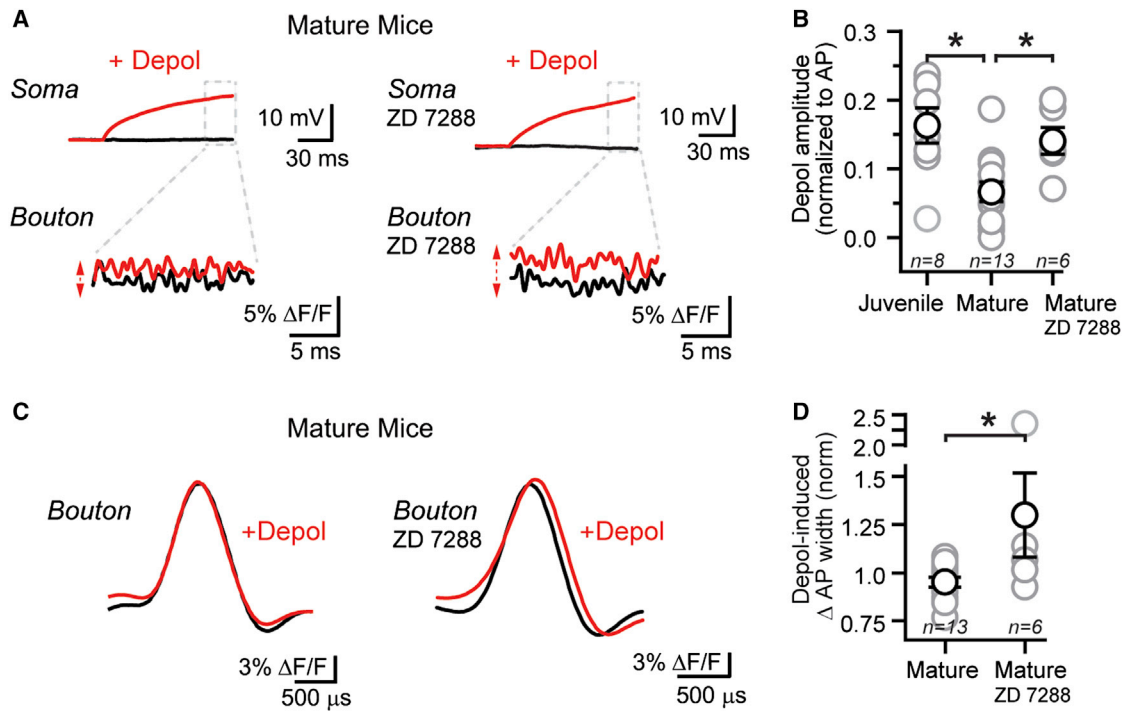 A
Mature Mice
+ Depol
Soma
10 mV
30 ms
Bouton
5% ΔF/F
5 ms
+ Depol
Soma
ZD 7288
10 mV
30 ms
Bouton
ZD 7288
5% ΔF/F
5 ms
B
Depol amplitude
(normalized to AP)
0.3
0.2
0.1
0.0
*
*
n=8
n=13
n=6
Juvenile
Mature
Mature
ZD 7288
C
Mature Mice
Bouton
+Depol
3% ΔF/F
500 µs
Bouton
ZD 7288
+Depol
3% ΔF/F
500 µs
D
Depol-induced
Δ AP width (norm)
2.5
2.0
1.5
1.25
1.0
0.75
*
n=13
n=6
Mature
Mature
ZD 7288